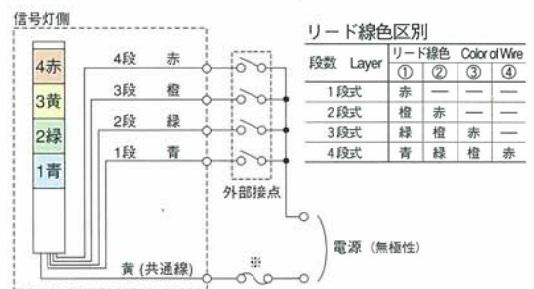 信号灯側
4赤
3黄
2緑
1青
4段 赤
3段 橙
2段 緑
1段 青
外部接点
黄 (共通線)
※
電源 (無極性)
リード線色区別
段数 Layer リード線色 Color of Wire
① ② ③ ④
1段式 赤 — — —
2段式 橙 赤 — —
3段式 緑 橙 赤 —
4段式 青 緑 橙 赤